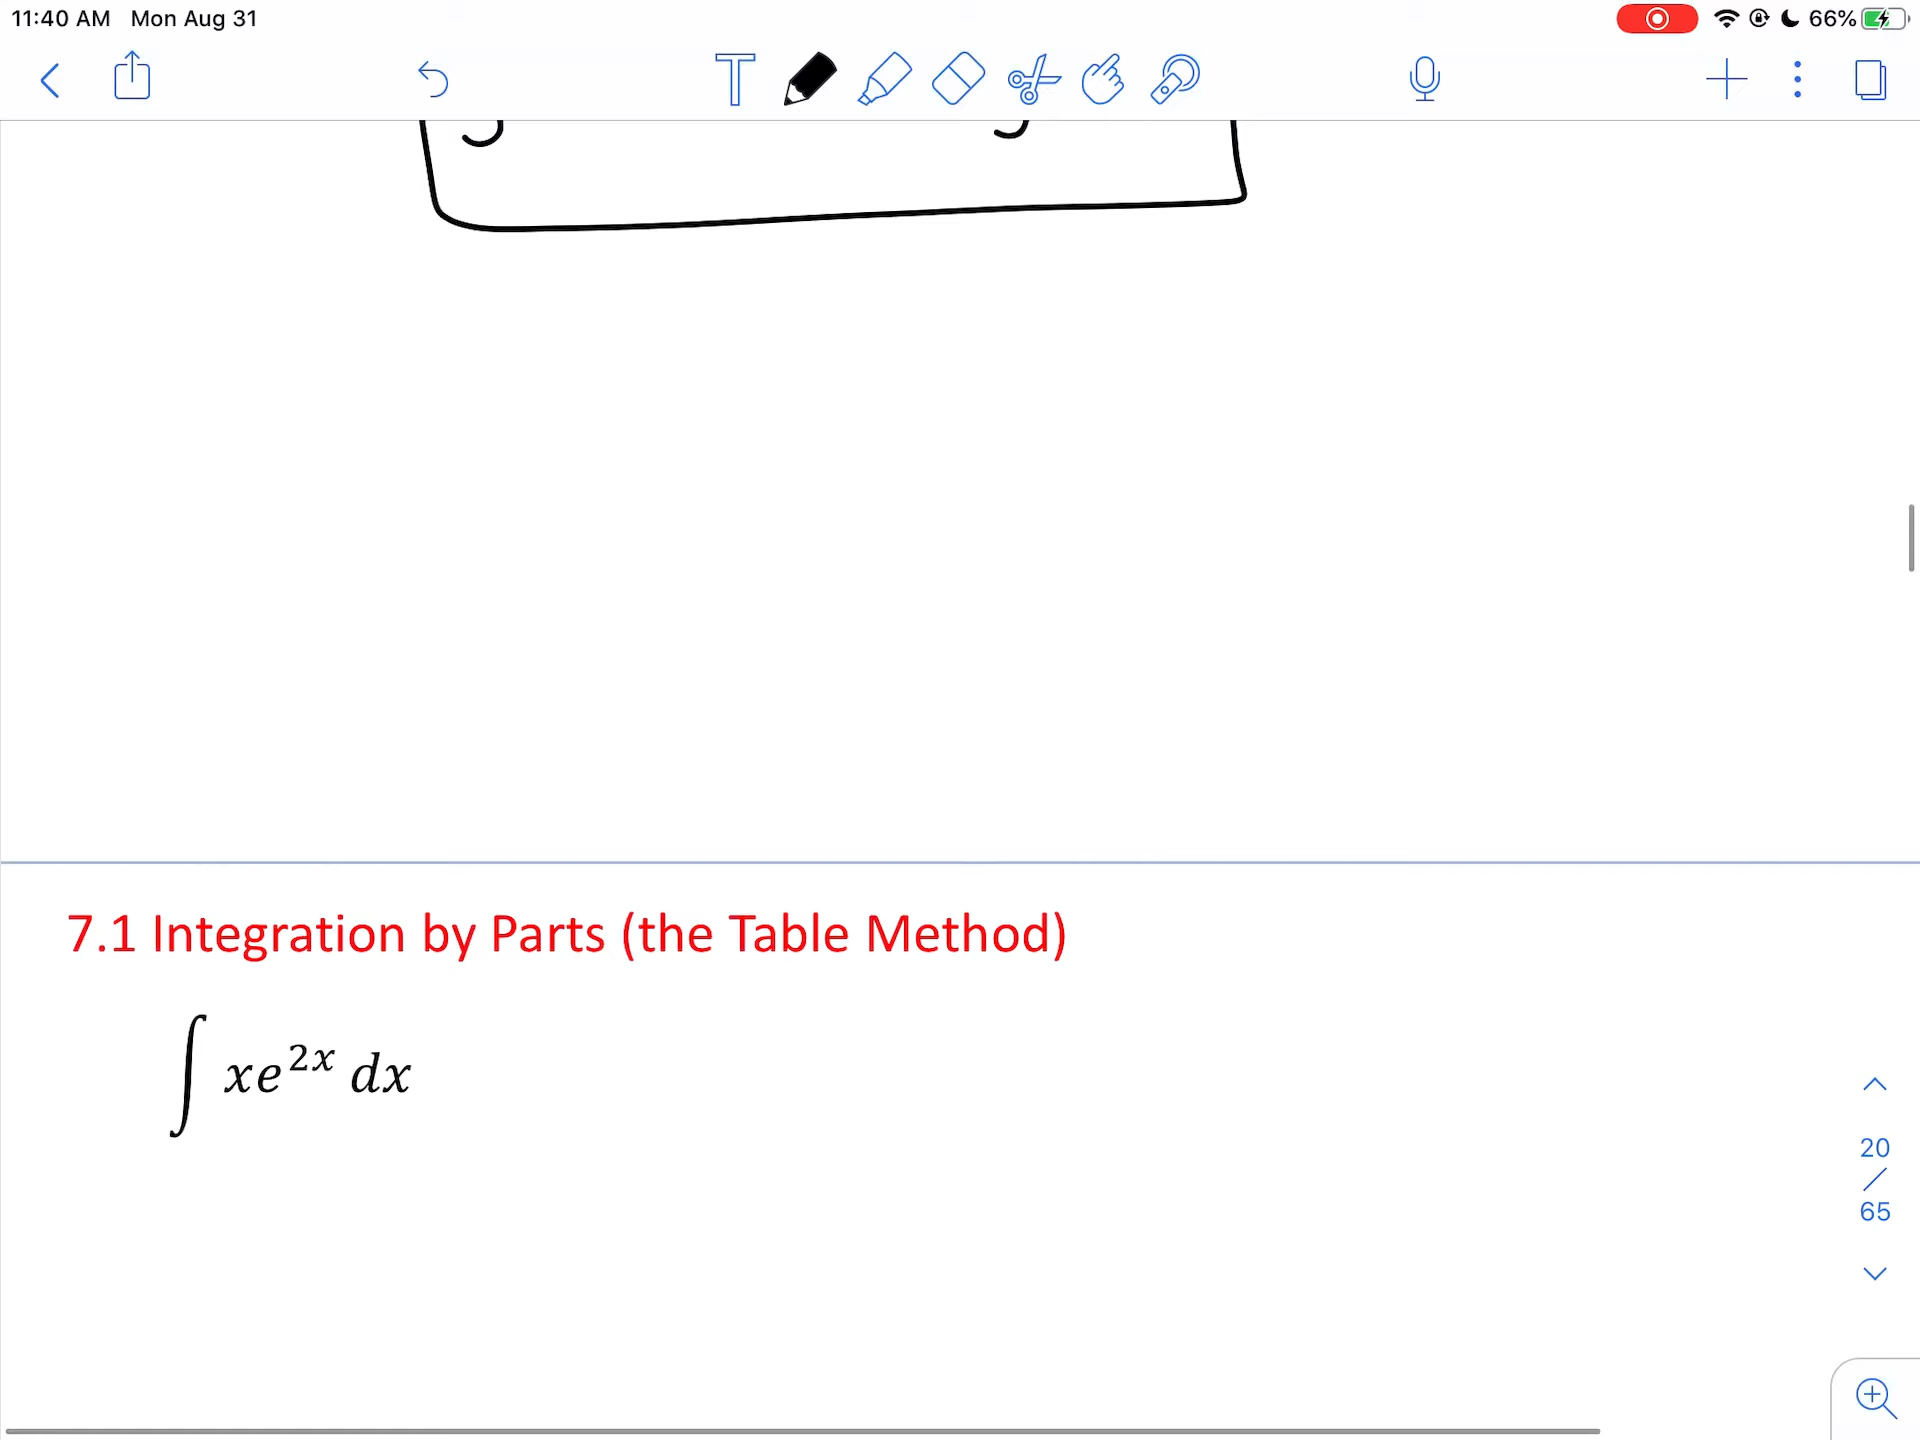 11:40 AM Mon Aug 31
66%
7.1 Integration by Parts (the Table Method)
∫ xe^{2x} dx
20
/
65